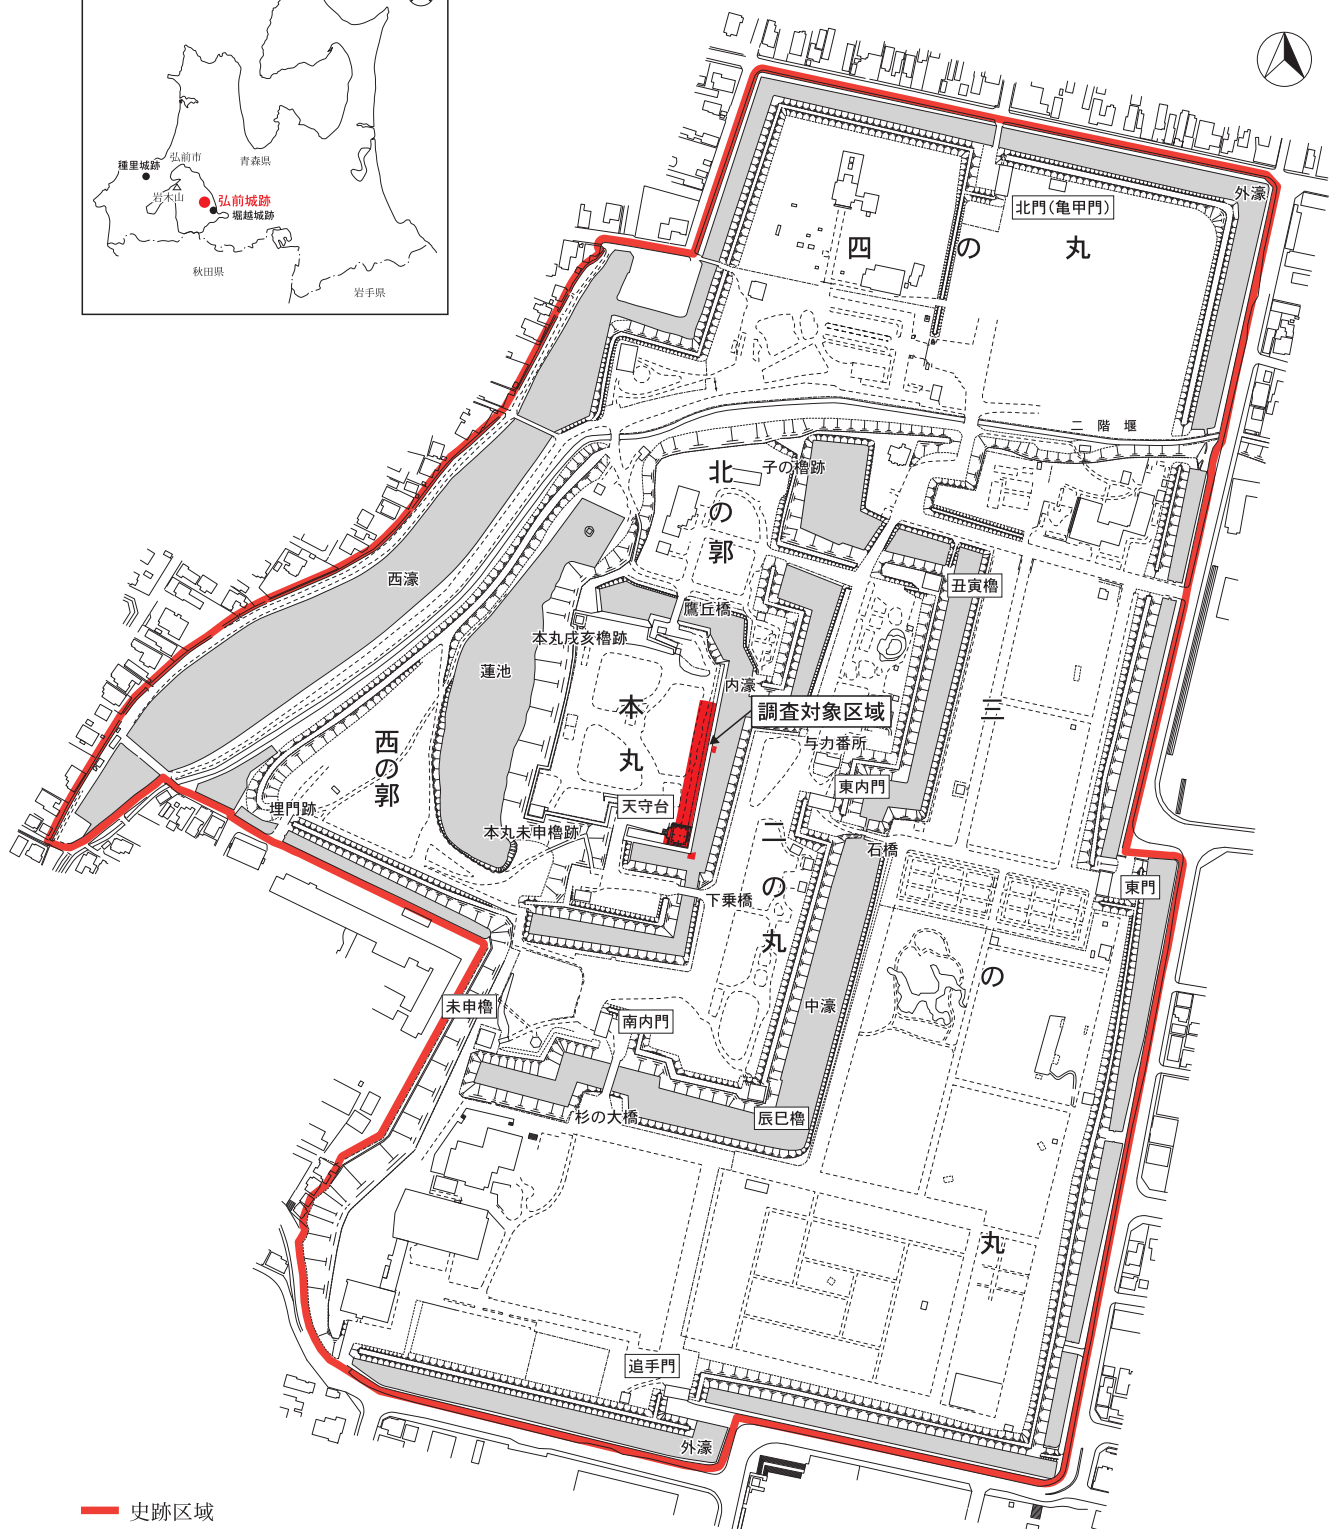 種里城跡
弘前市
青森県
岩木山
弘前城跡
堀越城跡
秋田県
岩手県
外濠
北門(亀甲門)
四の丸
二階堰
子の櫓跡
北の郭
西濠
丑寅櫓
鷹丘橋
本丸戌亥櫓跡
蓮池
内濠
本丸
調査対象区域
三の丸
与力番所
西の郭
東内門
天守台
埋門跡
本丸未申櫓跡
二の丸
石橋
東門
下乗橋
未申櫓
中濠
南内門
杉の大橋
辰巳櫓
追手門
外濠
史跡区域